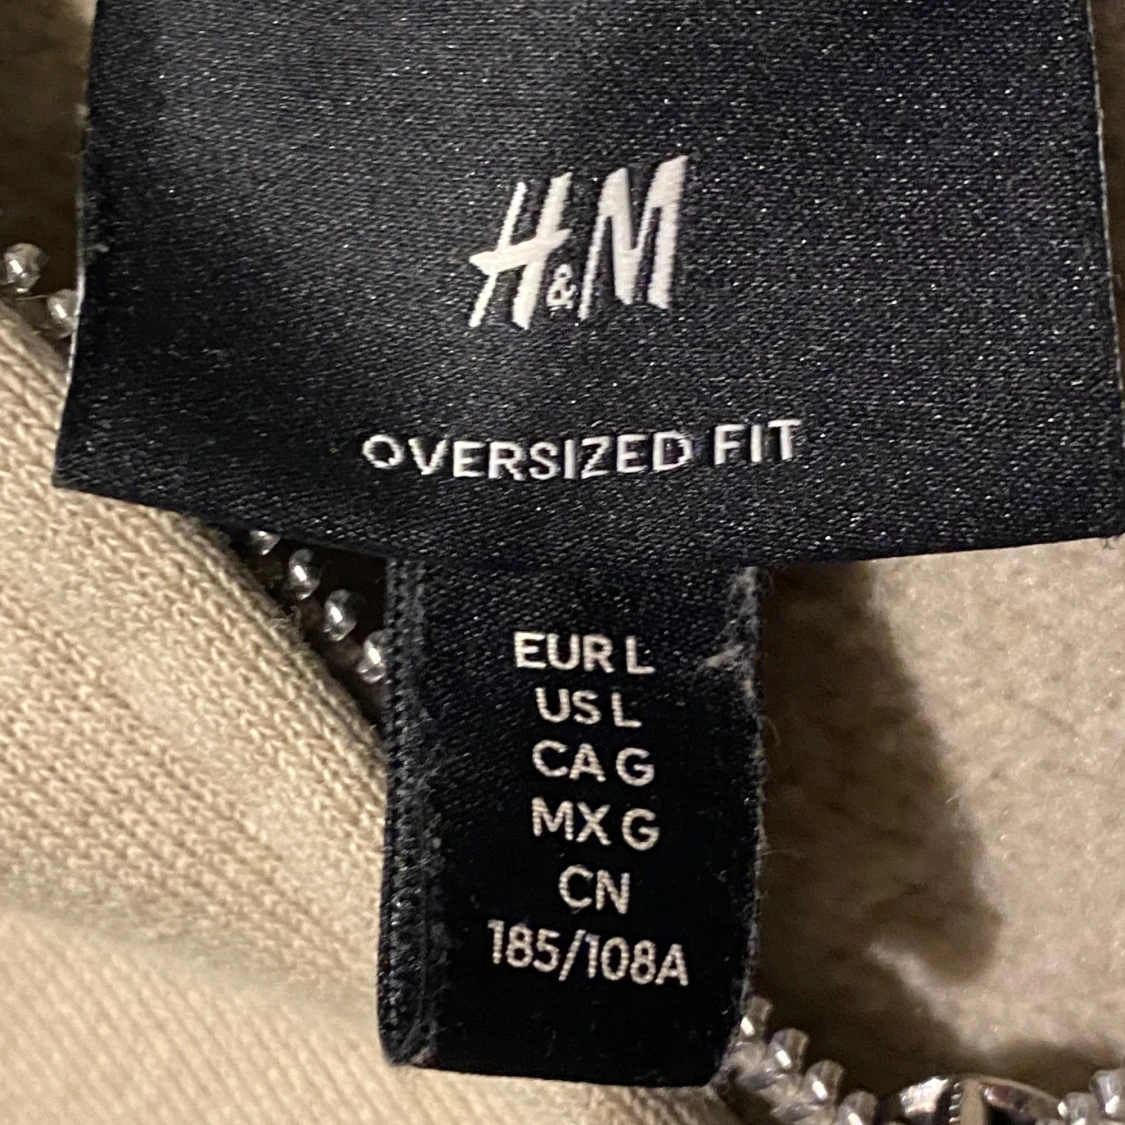 H&M
OVERSIZED FIT
EUR L
US L
CA G
MX G
CN
185/108A